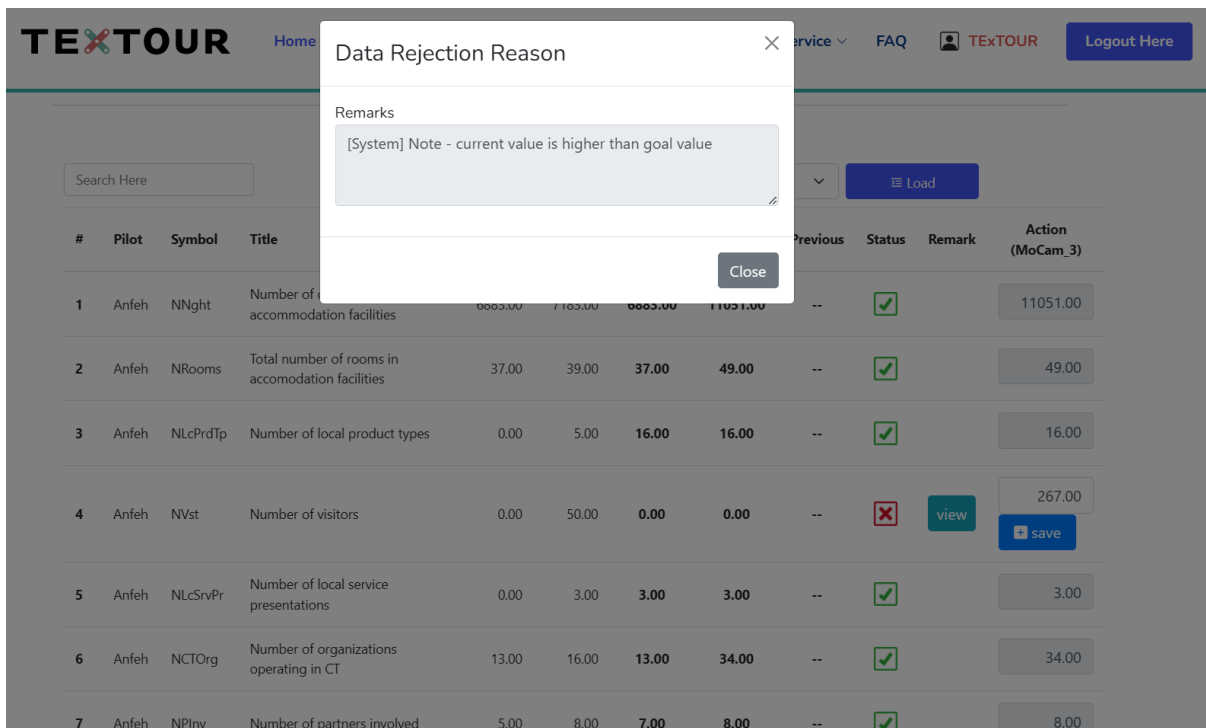 TEXTOUR Home ervice FAQ TExTOUR Logout Here
Data Rejection Reason
Remarks
[System] Note - current value is higher than goal value
Close
Search Here Load
# Pilot Symbol Title Previous Status Remark Action (MoCam_3)
1 Anfeh NNght Number of
accommodation facilities 6883.00 7183.00 6883.00 11051.00 -- 11051.00
2 Anfeh NRooms Total number of rooms in
accomodation facilities 37.00 39.00 37.00 49.00 -- 49.00
3 Anfeh NLcPrdTp Number of local product types 0.00 5.00 16.00 16.00 -- 16.00
4 Anfeh NVst Number of visitors 0.00 50.00 0.00 0.00 -- view 267.00
save
5 Anfeh NLcSrvPr Number of local service
presentations 0.00 3.00 3.00 3.00 -- 3.00
6 Anfeh NCTOrg Number of organizations
operating in CT 13.00 16.00 13.00 34.00 -- 34.00
7 Anfeh NPInv Number of partners involved 5.00 8.00 7.00 8.00 -- 8.00